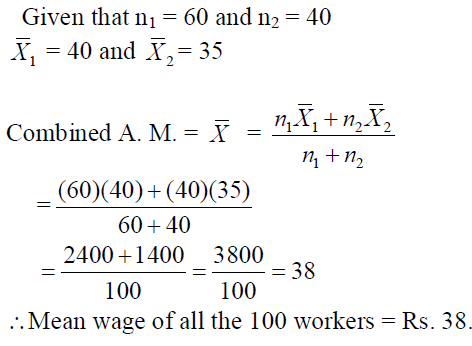 Given that n₁ = 60 and n₂ = 40
X̅₁ = 40 and X̅₂ = 35
Combined A. M. = X̅ = (n₁X̅₁ + n₂X̅₂) / (n₁ + n₂)
= ((60)(40) + (40)(35)) / (60 + 40)
= (2400 + 1400) / 100 = 3800 / 100 = 38
∴Mean wage of all the 100 workers = Rs. 38.